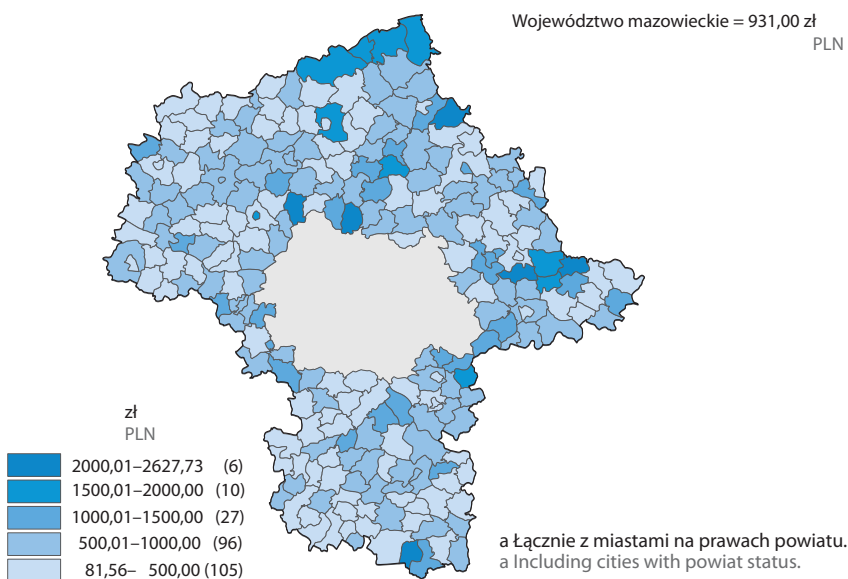 Województwo mazowieckie = 931,00 zł
PLN
zł
PLN
2000,01–2627,73 (6)
1500,01–2000,00 (10)
1000,01–1500,00 (27)
500,01–1000,00 (96)
81,56– 500,00 (105)
a Łącznie z miastami na prawach powiatu.
a Including cities with powiat status.